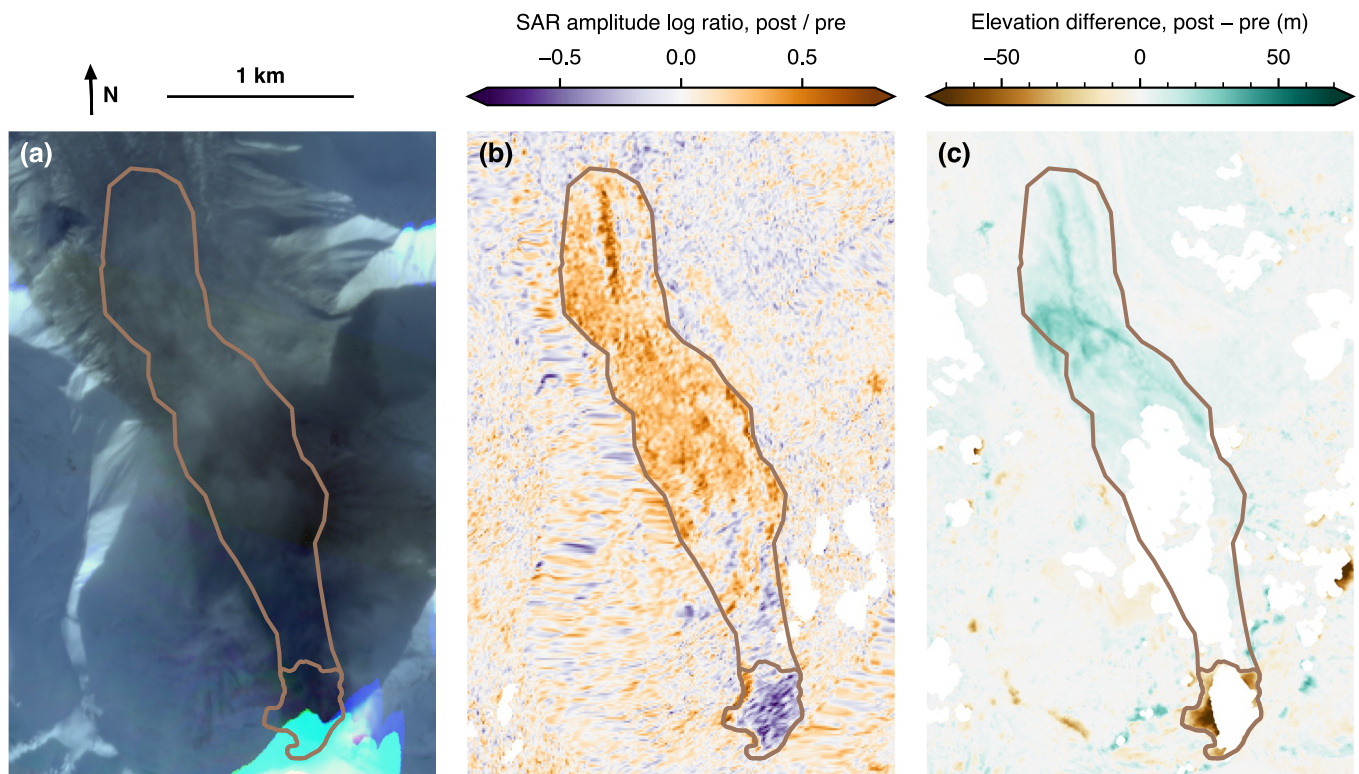 SAR amplitude log ratio, post / pre
Elevation difference, post – pre (m)
−0.5 0.0 0.5
−50 0 50
N
1 km
(a)
(b)
(c)